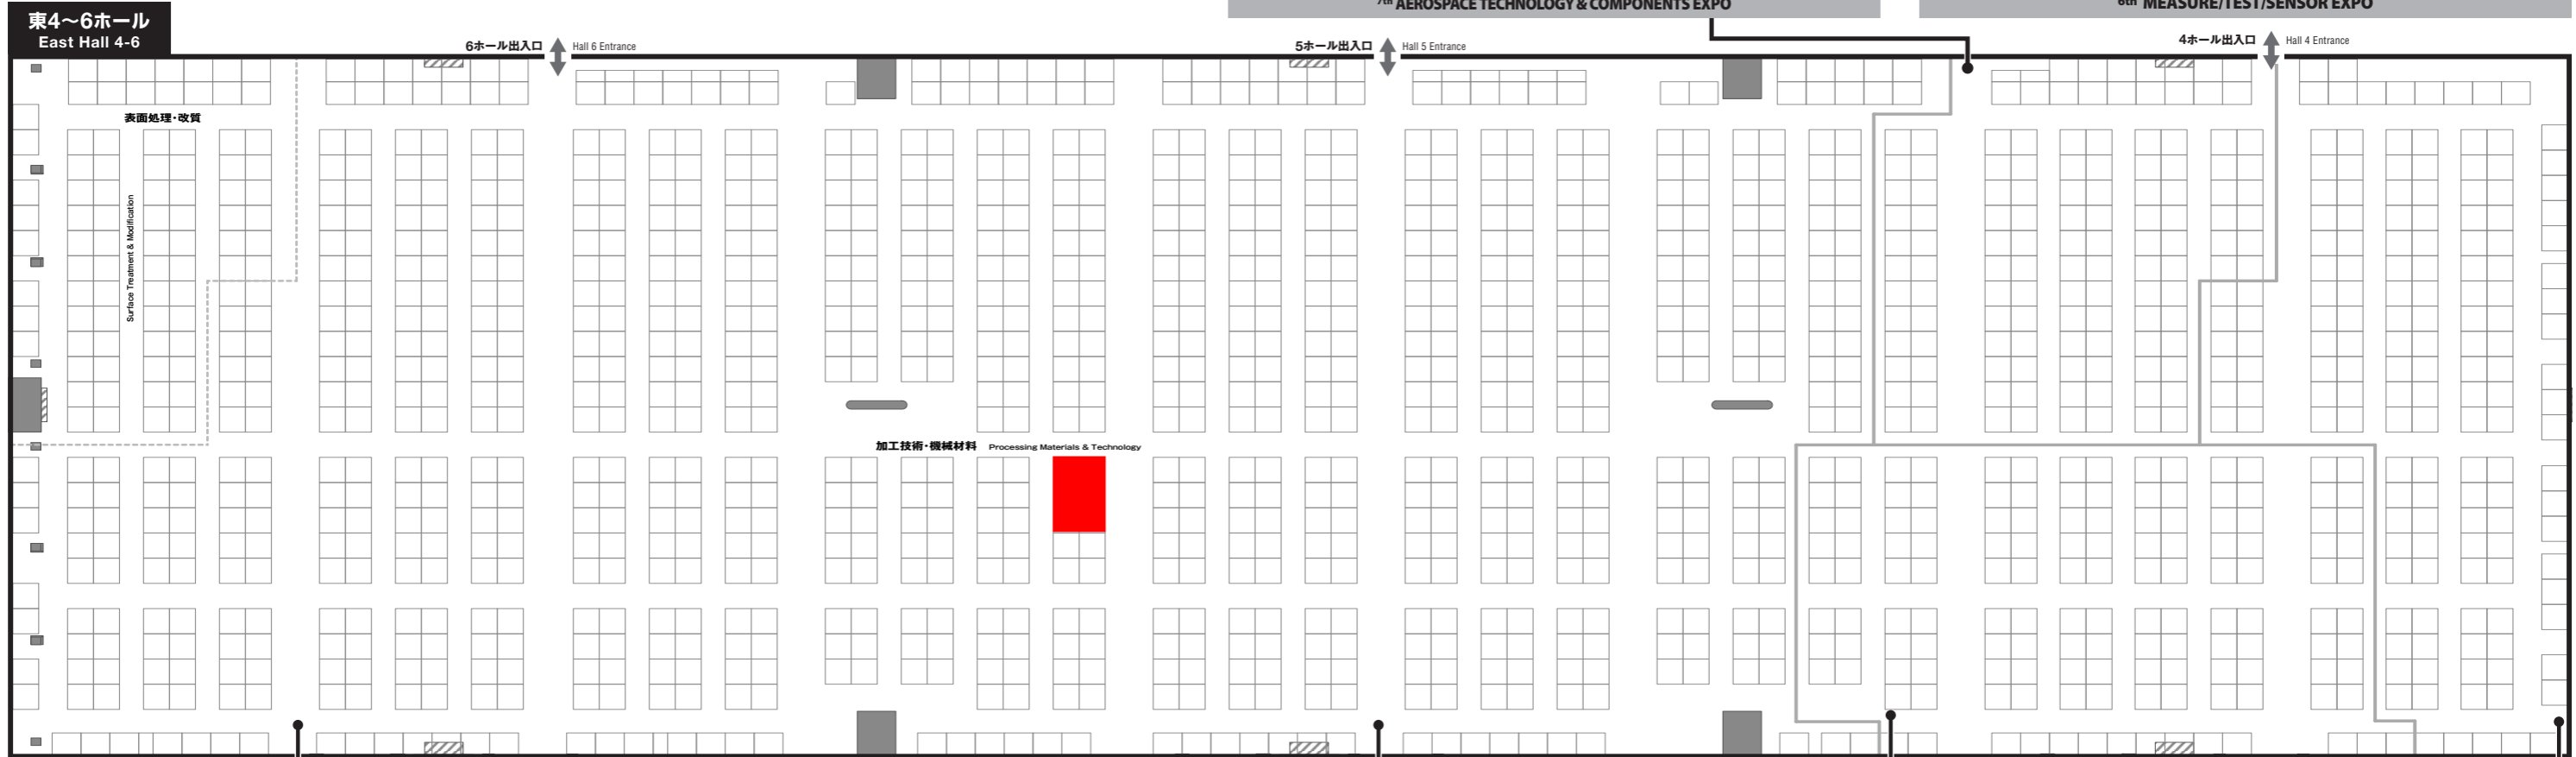 東4〜6ホール
East Hall 4-6
7th AEROSPACE TECHNOLOGY & COMPONENTS EXPO
6th MEASURE/TEST/SENSOR EXPO
6ホール出入口 Hall 6 Entrance
5ホール出入口 Hall 5 Entrance
4ホール出入口 Hall 4 Entrance
表面処理・改質
Surface Treatment & Modification
加工技術・機械材料 Processing Materials & Technology